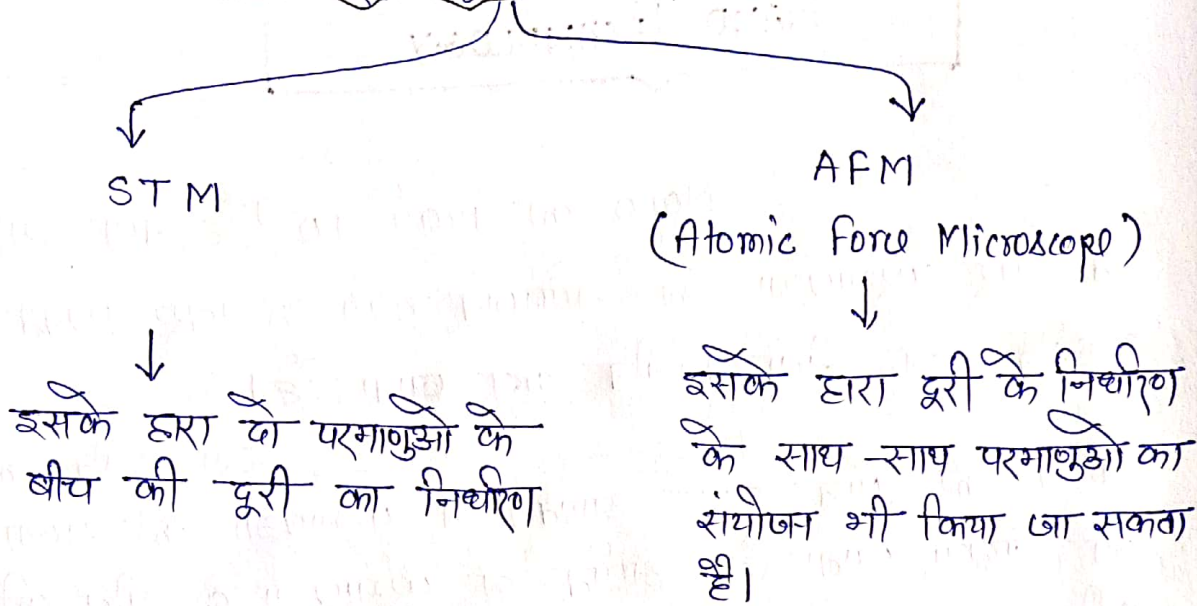 STM
AFM
(Atomic Force Microscope)
इसके द्वारा दो परमाणुओ के
बीच की दूरी का निर्धारण
इसके द्वारा दूरी के निर्धारण
के साथ-साथ परमाणुओ का
संयोजन भी किया जा सकता
है।